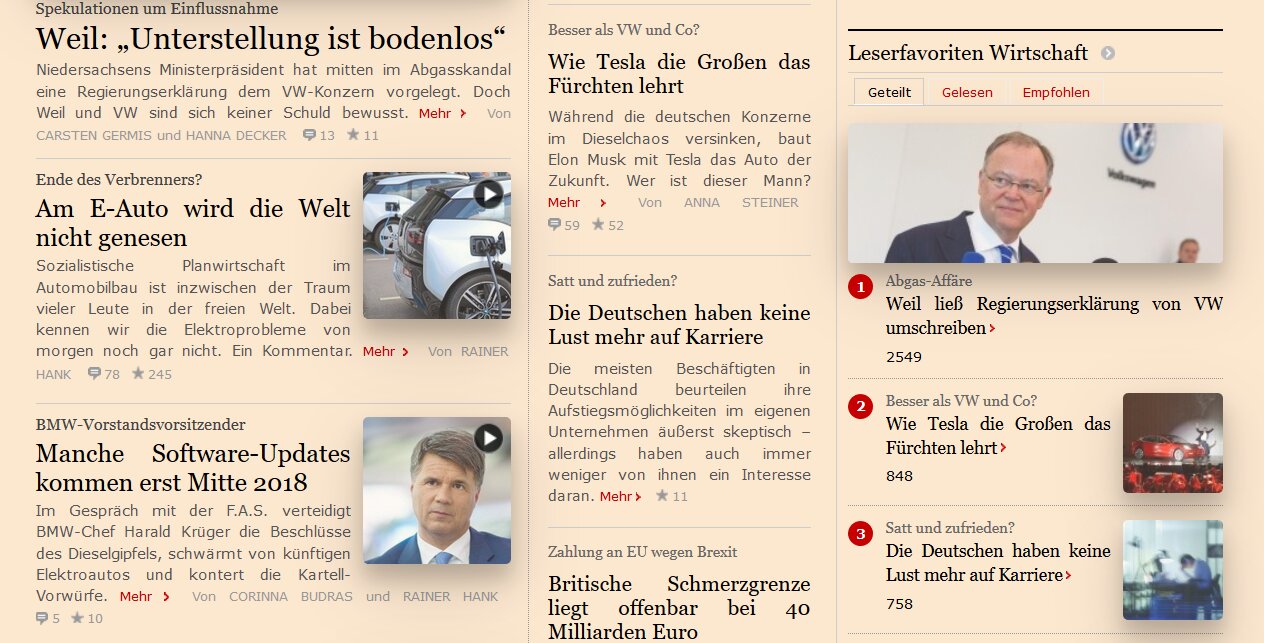 Spekulationen um Einflussnahme
Weil: „Unterstellung ist bodenlos“
Niedersachsens Ministerpräsident hat mitten im Abgasskandal
eine Regierungserklärung dem VW-Konzern vorgelegt. Doch
Weil und VW sind sich keiner Schuld bewusst. Mehr › Von
CARSTEN GERMIS und HANNA DECKER 13 ★ 11
Ende des Verbrenners?
Am E-Auto wird die Welt
nicht genesen
Sozialistische Planwirtschaft im
Automobilbau ist inzwischen der Traum
vieler Leute in der freien Welt. Dabei
kennen wir die Elektroprobleme von
morgen noch gar nicht. Ein Kommentar. Mehr › Von RAINER
HANK 78 ★ 245
BMW-Vorstandsvorsitzender
Manche Software-Updates
kommen erst Mitte 2018
Im Gespräch mit der F.A.S. verteidigt
BMW-Chef Harald Krüger die Beschlüsse
des Dieselgipfels, schwärmt von künftigen
Elektroautos und kontert die Kartell-
Vorwürfe. Mehr › Von CORINNA BUDRAS und RAINER HANK
5 ★ 10
Besser als VW und Co?
Wie Tesla die Großen das
Fürchten lehrt
Während die deutschen Konzerne
im Dieselchaos versinken, baut
Elon Musk mit Tesla das Auto der
Zukunft. Wer ist dieser Mann?
Mehr › Von ANNA STEINER
59 ★ 52
Satt und zufrieden?
Die Deutschen haben keine
Lust mehr auf Karriere
Die meisten Beschäftigten in
Deutschland beurteilen ihre
Aufstiegsmöglichkeiten im eigenen
Unternehmen äußerst skeptisch –
allerdings haben auch immer
weniger von ihnen ein Interesse
daran. Mehr › ★ 11
Zahlung an EU wegen Brexit
Britische Schmerzgrenze
liegt offenbar bei 40
Milliarden Euro
Leserfavoriten Wirtschaft
Geteilt Gelesen Empfohlen
Volkswagen
1 Abgas-Affäre
Weil ließ Regierungserklärung von VW
umschreiben ›
2549
2 Besser als VW und Co?
Wie Tesla die Großen das
Fürchten lehrt ›
848
3 Satt und zufrieden?
Die Deutschen haben keine
Lust mehr auf Karriere ›
758